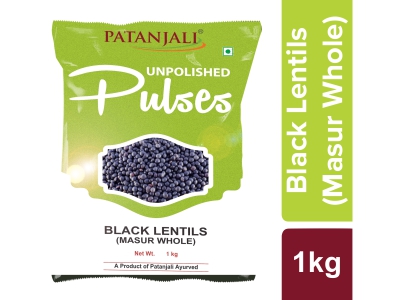 PATANJALI®
UNPOLISHED
Pulses
BLACK LENTILS
(MASUR WHOLE)
Net Wt. 1 kg
A Product of Patanjali Ayurved
Black Lentils
(Masur Whole)
1kg